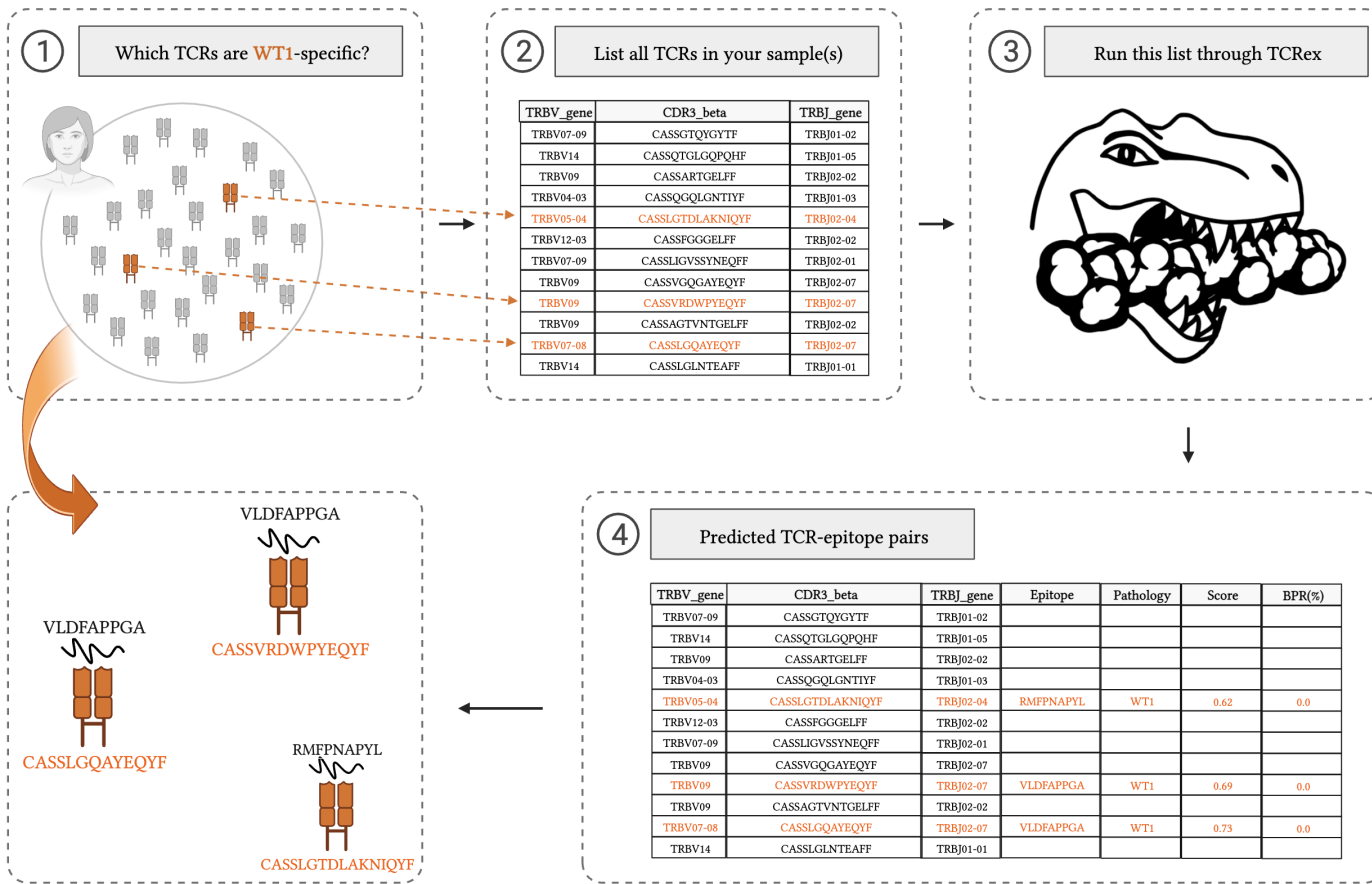 1
Which TCRs are WT1-specific?
2
List all TCRs in your sample(s)
TRBV_gene CDR3_beta TRBJ_gene
TRBV07-09 CASSGTQYGYTF TRBJ01-02
TRBV14 CASSQTGLGQPQHF TRBJ01-05
TRBV09 CASSARTGELFF TRBJ02-02
TRBV04-03 CASSQGQLGNTIYF TRBJ01-03
TRBV05-04 CASSLGTDLAKNIQYF TRBJ02-04
TRBV12-03 CASSFGGGELFF TRBJ02-02
TRBV07-09 CASSLIGVSSYNEQFF TRBJ02-01
TRBV09 CASSVGQGAYEQYF TRBJ02-07
TRBV09 CASSVRDWPYEQYF TRBJ02-07
TRBV09 CASSAGTVNTGELFF TRBJ02-02
TRBV07-08 CASSLGQAYEQYF TRBJ02-07
TRBV14 CASSLGLNTEAFF TRBJ01-01
3
Run this list through TCRex
4
Predicted TCR-epitope pairs
TRBV_gene CDR3_beta TRBJ_gene Epitope Pathology Score BPR(%)
TRBV07-09 CASSGTQYGYTF TRBJ01-02
TRBV14 CASSQTGLGQPQHF TRBJ01-05
TRBV09 CASSARTGELFF TRBJ02-02
TRBV04-03 CASSQGQLGNTIYF TRBJ01-03
TRBV05-04 CASSLGTDLAKNIQYF TRBJ02-04 RMFPNAPYL WT1 0.62 0.0
TRBV12-03 CASSFGGGELFF TRBJ02-02
TRBV07-09 CASSLIGVSSYNEQFF TRBJ02-01
TRBV09 CASSVGQGAYEQYF TRBJ02-07
TRBV09 CASSVRDWPYEQYF TRBJ02-07 VLDFAPPGA WT1 0.69 0.0
TRBV09 CASSAGTVNTGELFF TRBJ02-02
TRBV07-08 CASSLGQAYEQYF TRBJ02-07 VLDFAPPGA WT1 0.73 0.0
TRBV14 CASSLGLNTEAFF TRBJ01-01
VLDFAPPGA
CASSVRDWPYEQYF
VLDFAPPGA
CASSLGQAYEQYF
RMFPNAPYL
CASSLGTDLAKNIQYF